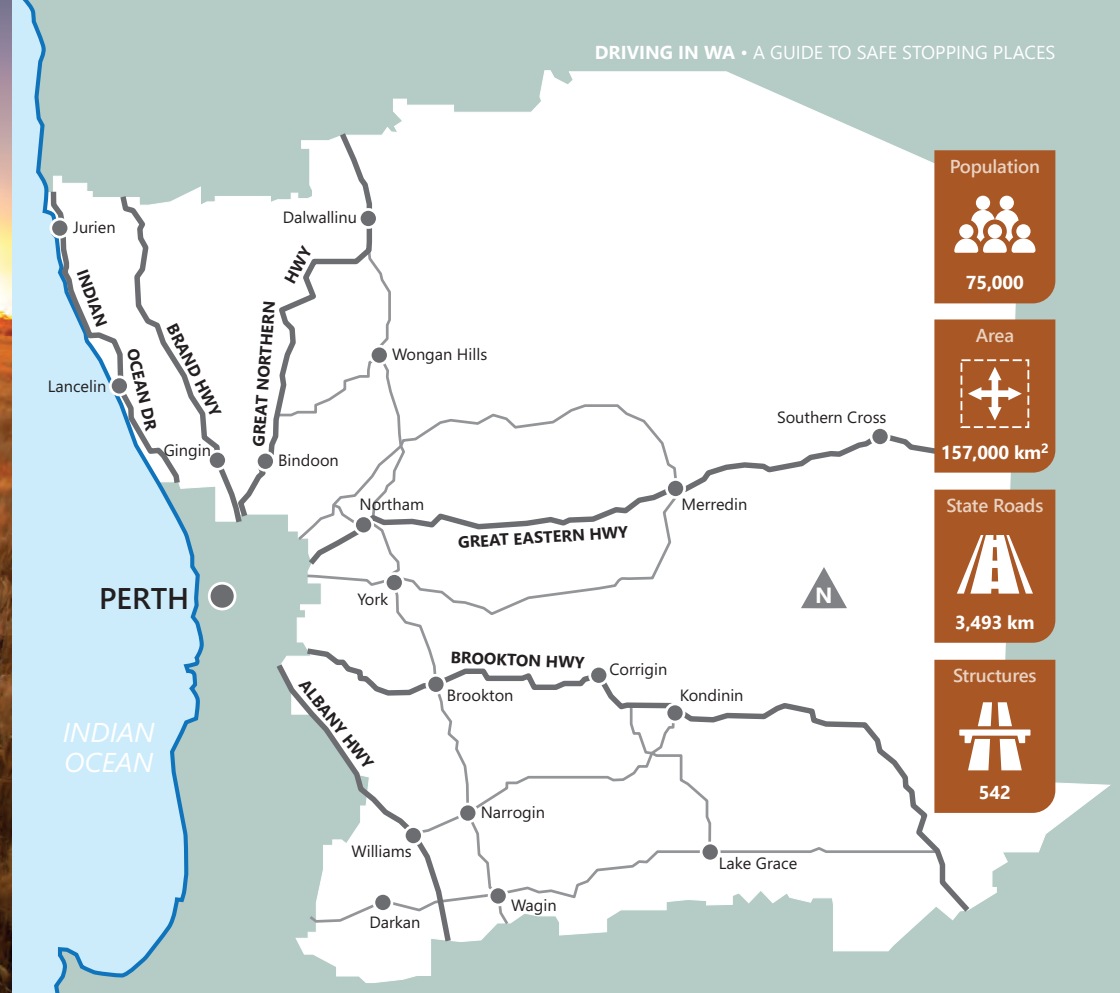 DRIVING IN WA • A GUIDE TO SAFE STOPPING PLACES
Population
75,000
Area
157,000 km²
State Roads
3,493 km
Structures
542
Jurien
Dalwallinu
INDIAN
OCEAN DR
BRAND HWY
GREAT NORTHERN
HWY
Wongan Hills
Lancelin
Southern Cross
Gingin
Bindoon
Northam
Merredin
GREAT EASTERN HWY
PERTH
York
N
BROOKTON HWY
Corrigin
Brookton
Kondinin
ALBANY HWY
INDIAN
OCEAN
Narrogin
Williams
Lake Grace
Wagin
Darkan